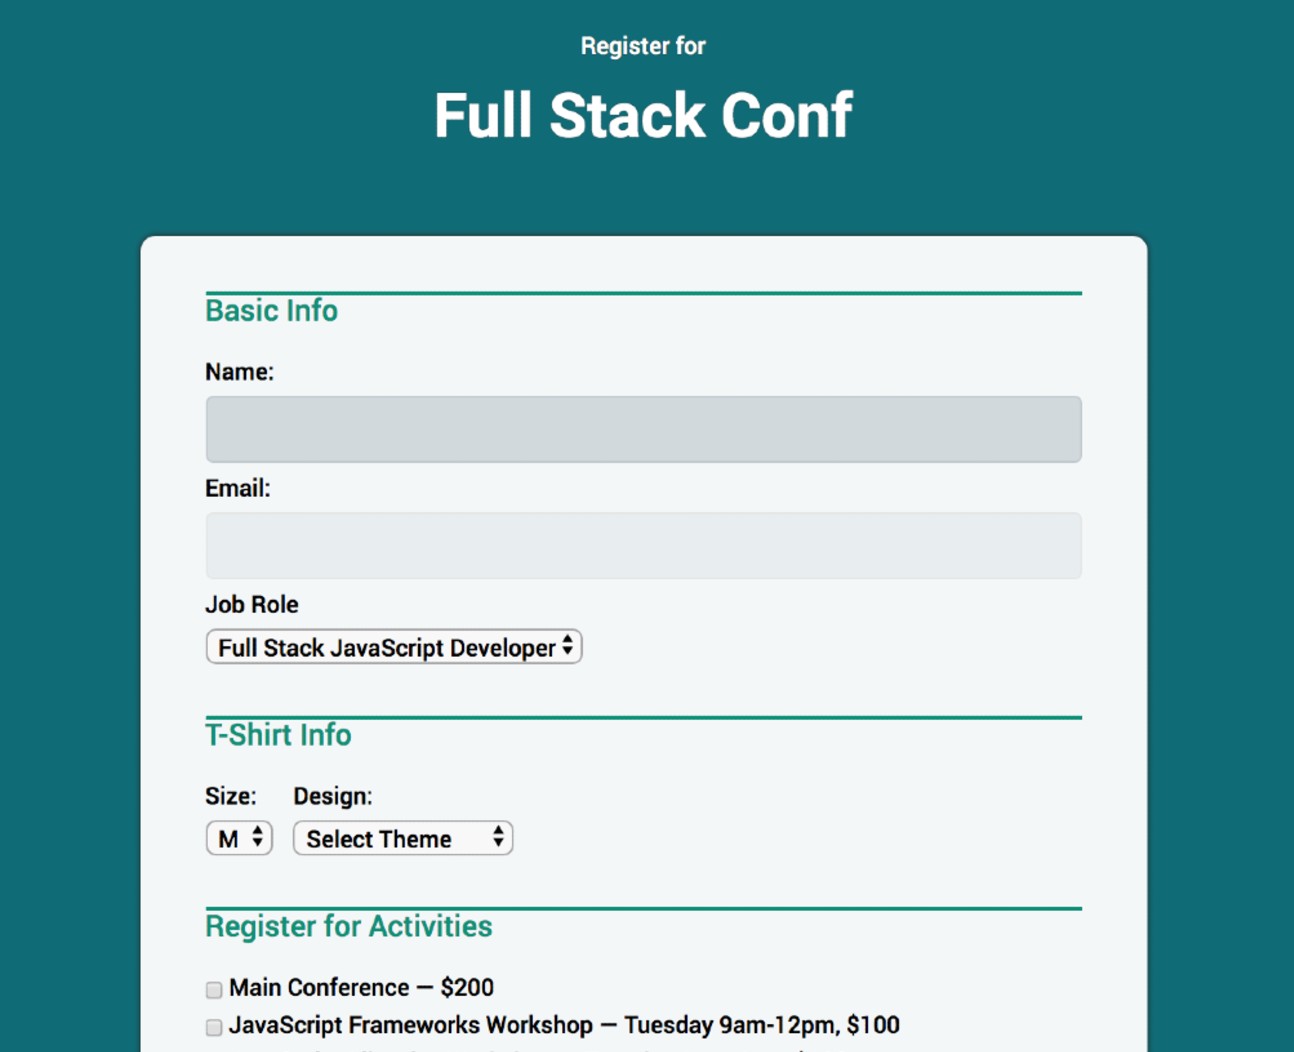 Register for
Full Stack Conf
Basic Info
Name:
Email:
Job Role
Full Stack JavaScript Developer
T-Shirt Info
Size: Design:
M Select Theme
Register for Activities
Main Conference — $200
JavaScript Frameworks Workshop — Tuesday 9am-12pm, $100